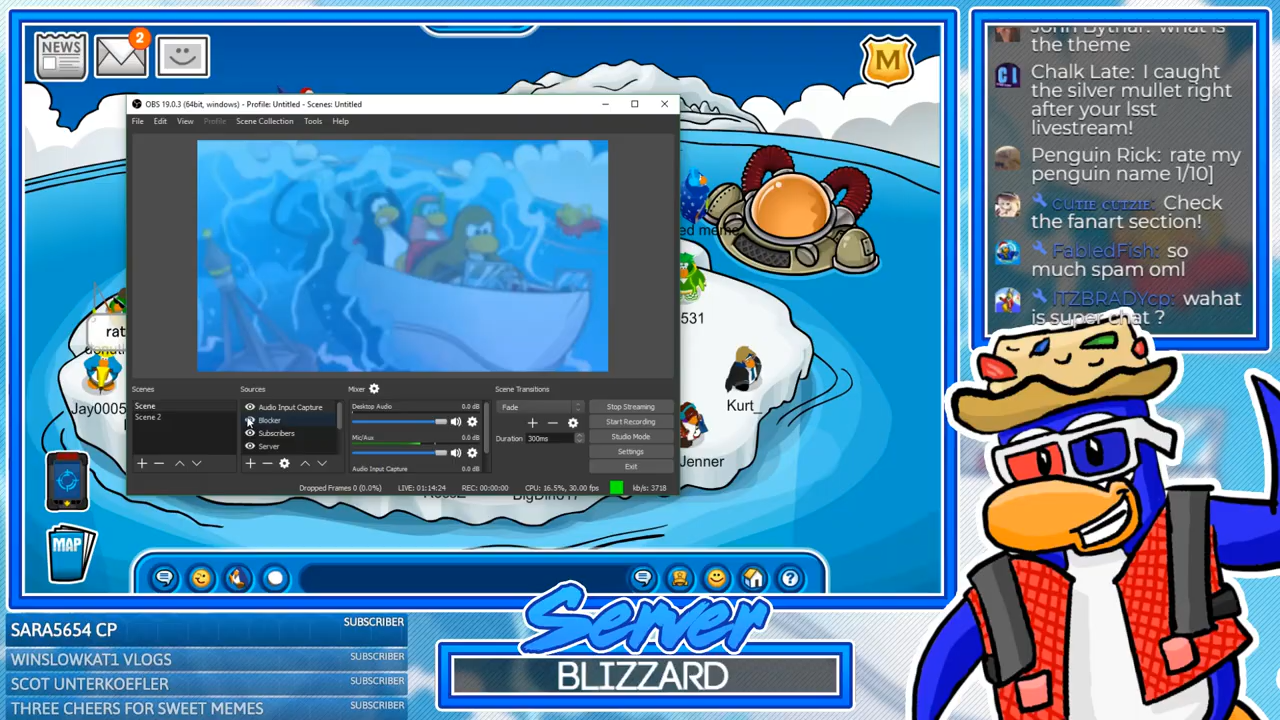 NEWS
2
M
OBS 19.0.3 (64bit, windows) - Profile: Untitled - Scenes: Untitled
File Edit View Profile Scene Collection Tools Help
ed meme
531
rat
Jay0005
Kurt_
Jenner
MAP
Scenes
Scene
Scene 2
Sources
Audio Input Capture
Blocker
Subscribers
Server
Mixer
Desktop Audio 0.0 dB
Mic/Aux 0.0 dB
Audio Input Capture 0.0 dB
Scene Transitions
Fade
Duration 300ms
Stop Streaming
Start Recording
Studio Mode
Settings
Exit
Dropped Frames 0 (0.0%) LIVE: 01:14:24 REC: 00:00:00 CPU: 16.5%, 30.00 fps kb/s: 3718
John Bythar: what is
the theme
Chalk Late: I caught
the silver mullet right
after your lsst
livestream!
Penguin Rick: rate my
penguin name 1/10]
CUTIE CUTZIE: Check
the fanart section!
FabledFish: so
much spam oml
ITZBRADYcp: wahat
is super chat ?
SARA5654 CP SUBSCRIBER
WINSLOWKAT1 VLOGS SUBSCRIBER
SCOT UNTERKOEFLER SUBSCRIBER
THREE CHEERS FOR SWEET MEMES SUBSCRIBER
Server
BLIZZARD